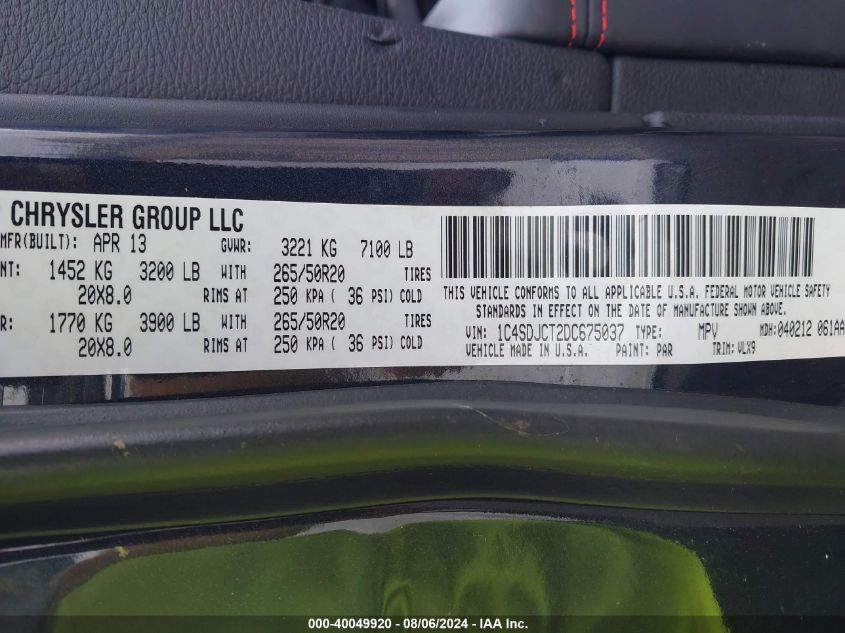 CHRYSLER GROUP LLC
MFR(BUILT): APR 13 GVWR: 3221 KG 7100 LB
NT: 1452 KG 3200 LB WITH 265/50R20 TIRES
20X8.0 RIMS AT 250 KPA ( 36 PSI) COLD
R: 1770 KG 3900 LB WITH 265/50R20 TIRES
20X8.0 RIMS AT 250 KPA ( 36 PSI) COLD
THIS VEHICLE CONFORMS TO ALL APPLICABLE U.S.A. FEDERAL MOTOR VEHICLE SAFETY
STANDARDS IN EFFECT ON THE DATE OF MANUFACTURE SHOWN ABOVE.
VIN: 1C4SDJCT2DC675037 TYPE: MPV MDH: 040212 061AA
VEHICLE MADE IN U.S.A. PAINT: PAR TRIM: VLX9
000-40049920 - 08/06/2024 - IAA Inc.